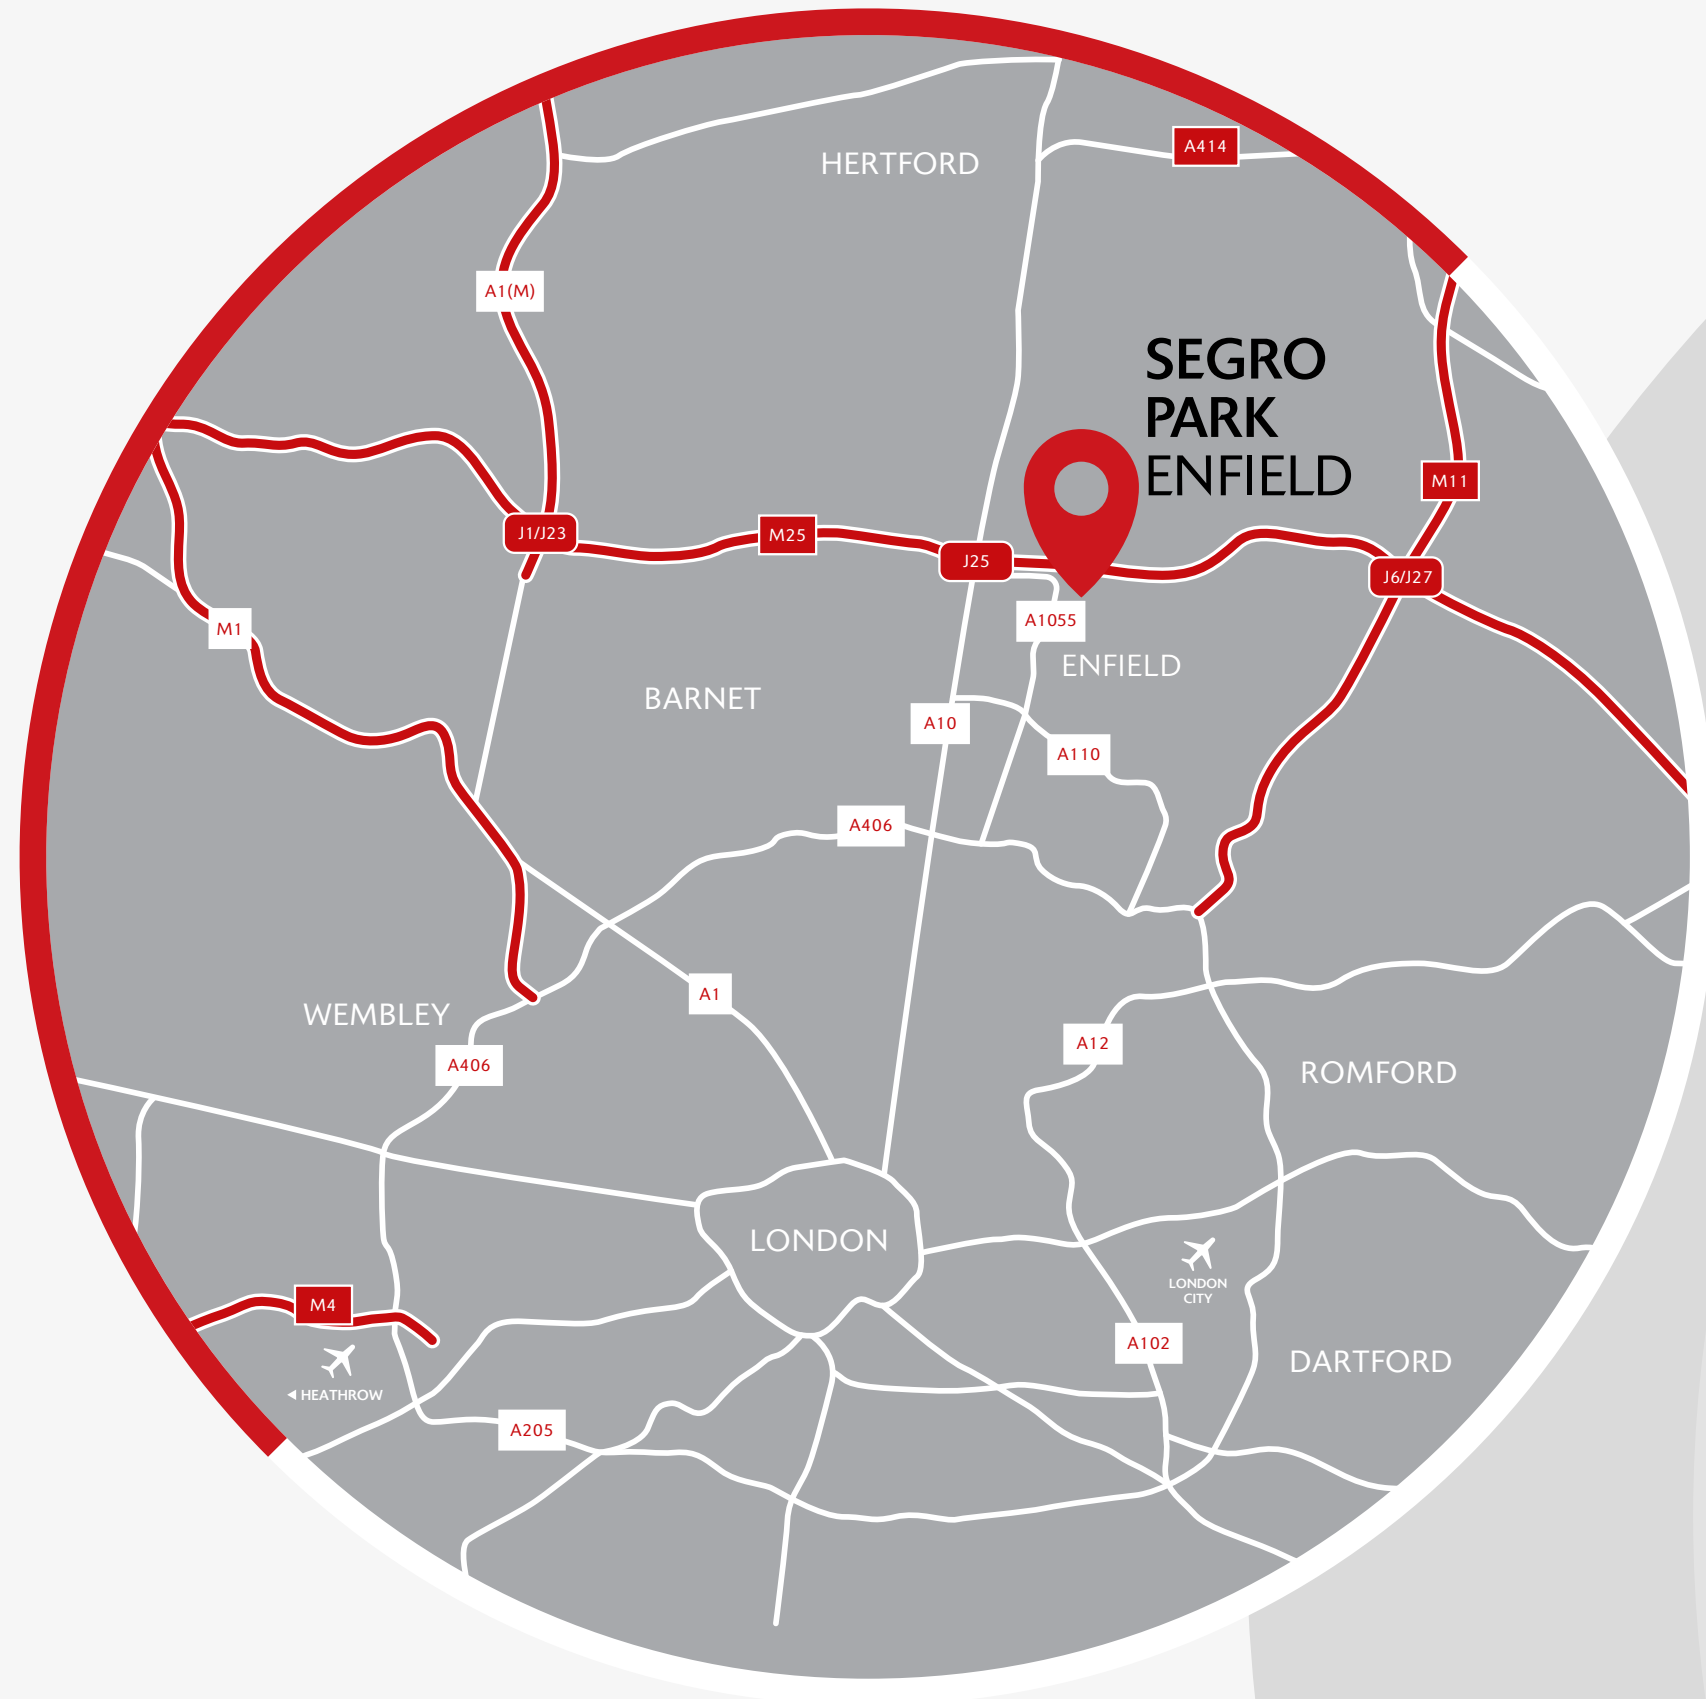 A414
HERTFORD
A1(M)
SEGRO
PARK
ENFIELD
M11
J1/J23
M25
J25
J6/J27
A1055
M1
ENFIELD
BARNET
A10
A110
A406
A1
WEMBLEY
A12
A406
ROMFORD
LONDON
LONDON
CITY
M4
A102
DARTFORD
HEATHROW
A205